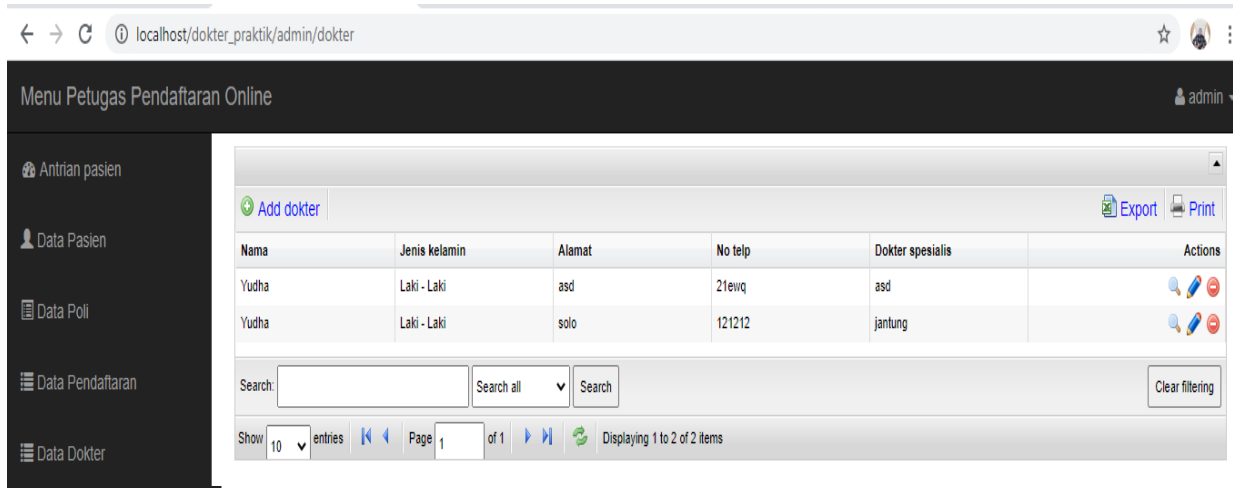 localhost/dokter_praktik/admin/dokter
Menu Petugas Pendaftaran Online admin
Antrian pasien
Data Pasien
Data Poli
Data Pendaftaran
Data Dokter
Add dokter Export Print
Nama Jenis kelamin Alamat No telp Dokter spesialis Actions
Yudha Laki - Laki asd 21ewq asd
Yudha Laki - Laki solo 121212 jantung
Search: Search all Search Clear filtering
Show 10 entries Page 1 of 1 Displaying 1 to 2 of 2 items